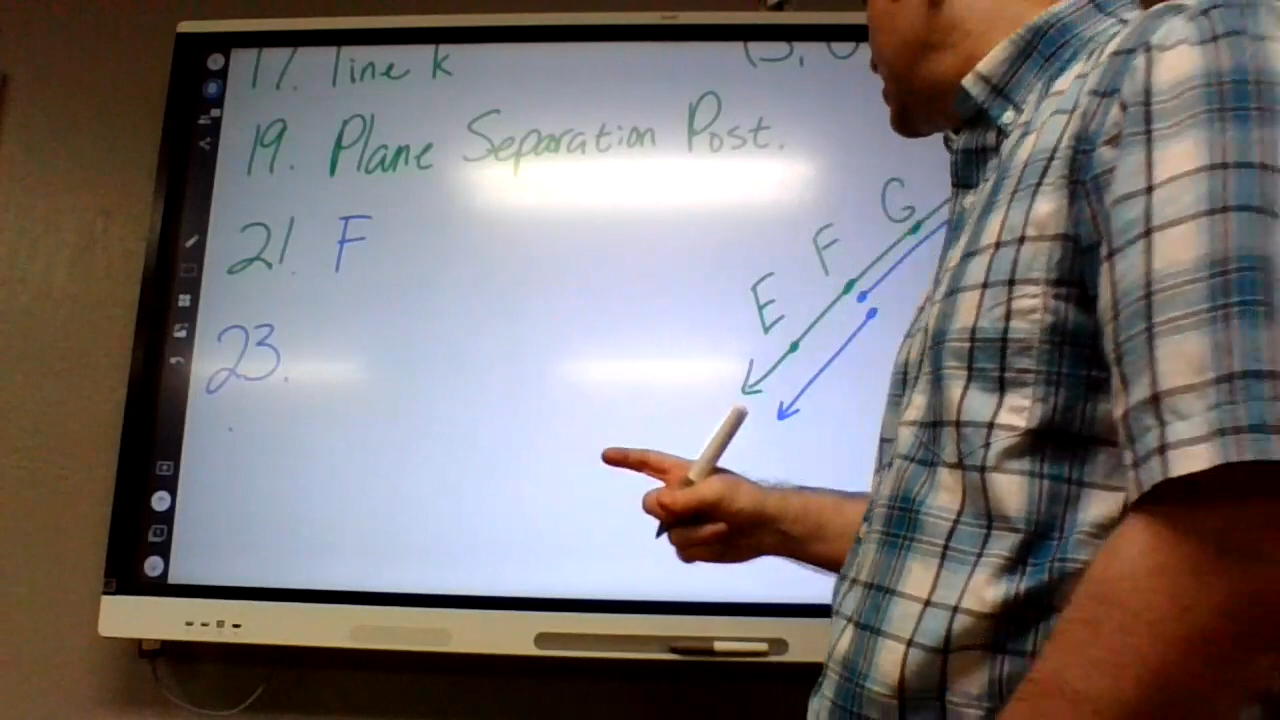 17. line k
19. Plane Separation Post.
21. F
23.
G
F
E